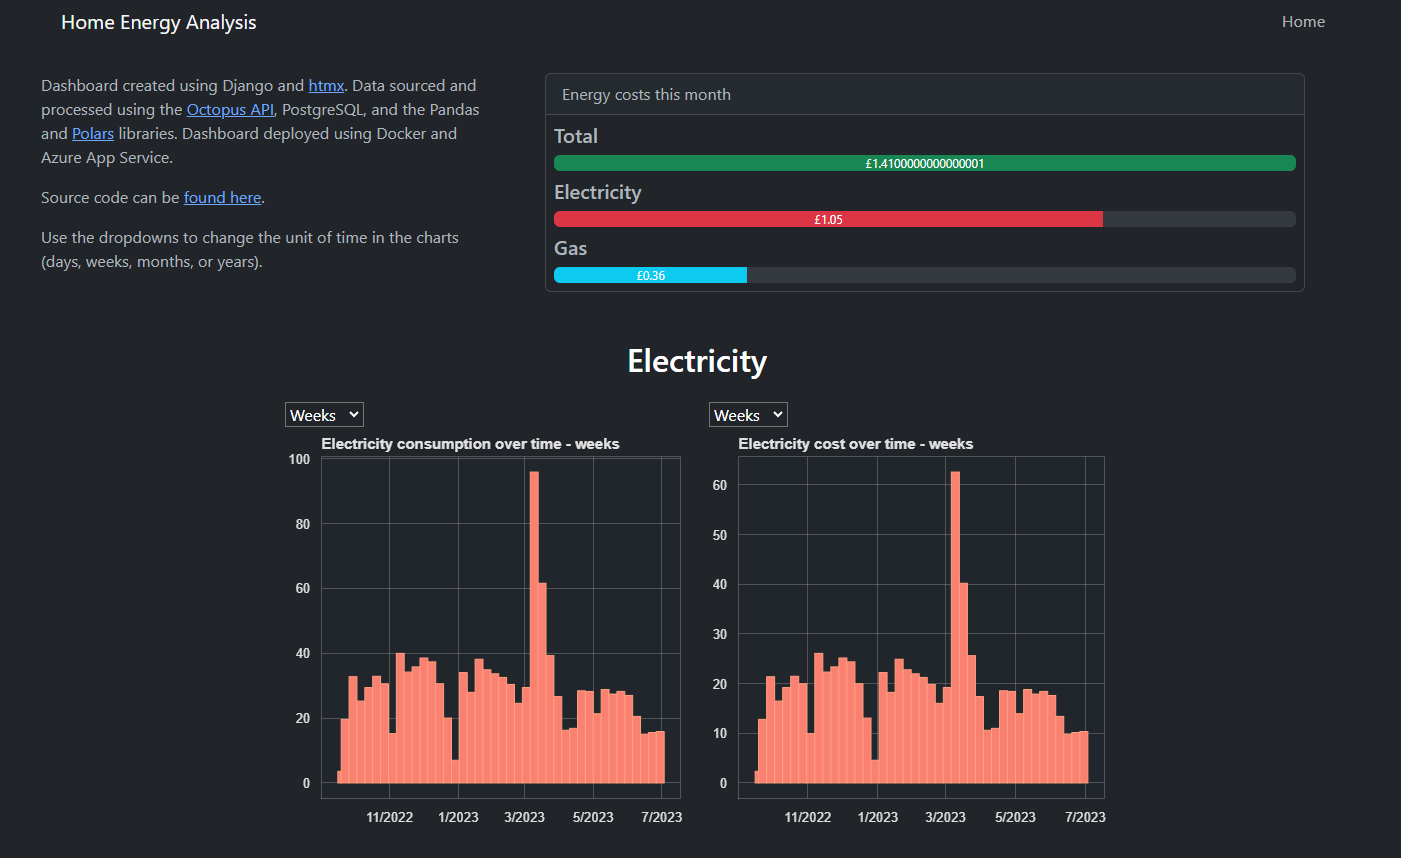 Home Energy Analysis
Home
Dashboard created using Django and htmx. Data sourced and
processed using the Octopus API, PostgreSQL, and the Pandas
and Polars libraries. Dashboard deployed using Docker and
Azure App Service.
Source code can be found here.
Use the dropdowns to change the unit of time in the charts
(days, weeks, months, or years).
Energy costs this month
Total
£1.4100000000000001
Electricity
£1.05
Gas
£0.36
Electricity
Weeks
Electricity consumption over time - weeks
100
80
60
40
20
0
11/2022 1/2023 3/2023 5/2023 7/2023
Weeks
Electricity cost over time - weeks
60
50
40
30
20
10
0
11/2022 1/2023 3/2023 5/2023 7/2023